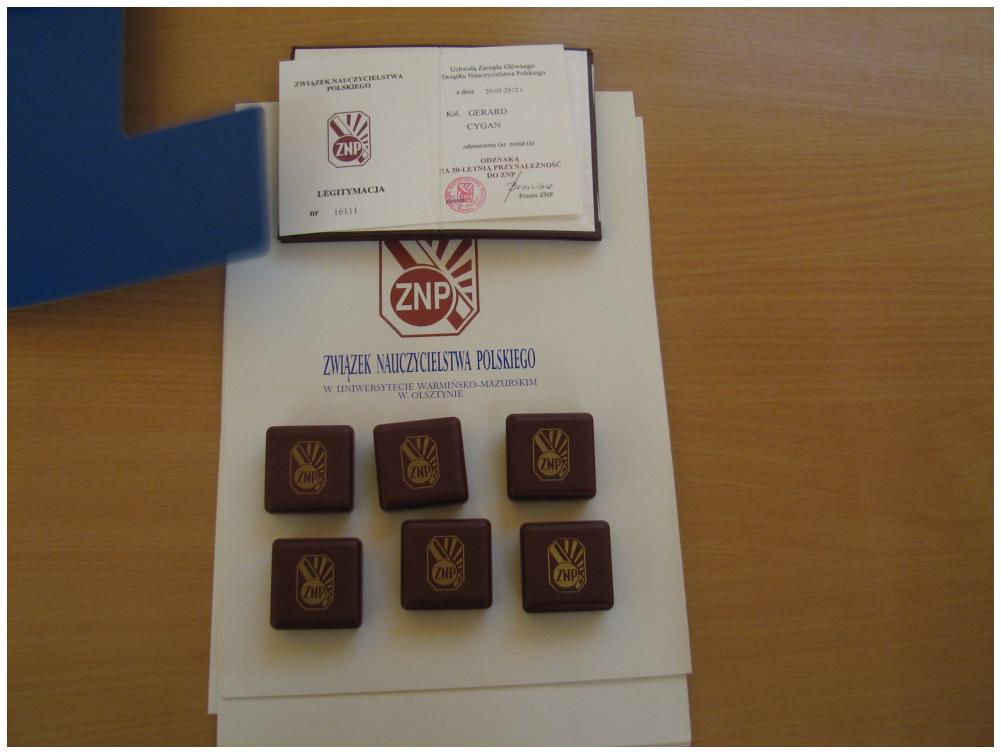 ZWIĄZEK NAUCZYCIELSTWA
POLSKIEGO
ZNP
LEGITYMACJA
nr 16111
Uchwałą Zarządu Głównego
Związku Nauczycielstwa Polskiego
z dnia 20.03.2012 r.
Kol. GERARD
CYGAN
odznaczony (a) został (a)
ODZNAKĄ
ZA 50-LETNIĄ PRZYNALEŻNOŚĆ
DO ZNP
Prezes ZNP
ZNP
ZWIĄZEK NAUCZYCIELSTWA POLSKIEGO
W UNIWERSYTECIE WARMIŃSKO-MAZURSKIM
W OLSZTYNIE
ZNP
ZNP
ZNP
ZNP
ZNP
ZNP